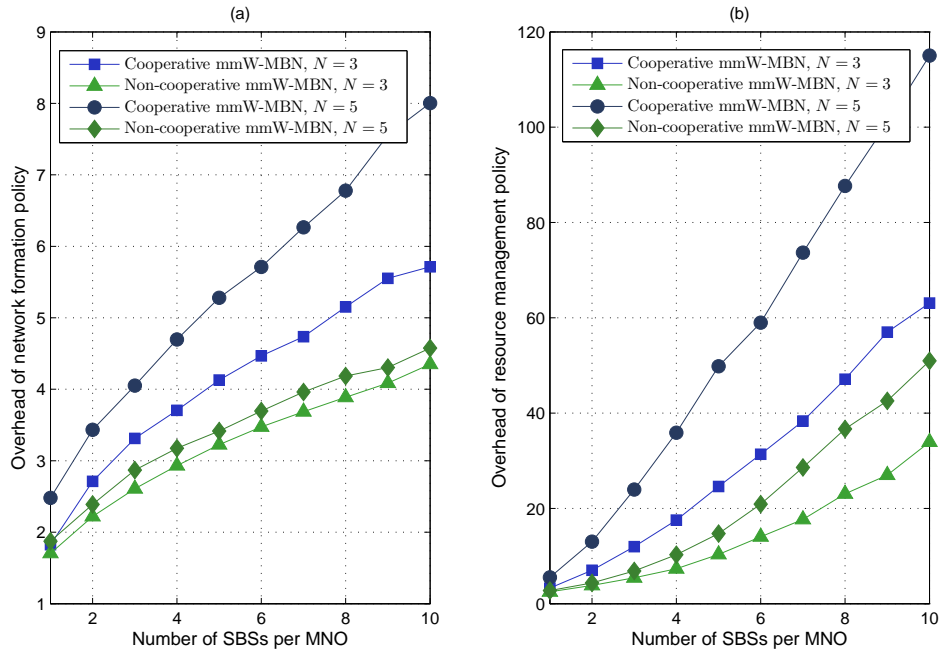 (a)
Overhead of network formation policy
9
8
7
6
5
4
3
2
1
Cooperative mmW-MBN, N = 3
Non-cooperative mmW-MBN, N = 3
Cooperative mmW-MBN, N = 5
Non-cooperative mmW-MBN, N = 5
2 4 6 8 10
Number of SBSs per MNO
(b)
Overhead of resource management policy
120
100
80
60
40
20
0
Cooperative mmW-MBN, N = 3
Non-cooperative mmW-MBN, N = 3
Cooperative mmW-MBN, N = 5
Non-cooperative mmW-MBN, N = 5
2 4 6 8 10
Number of SBSs per MNO